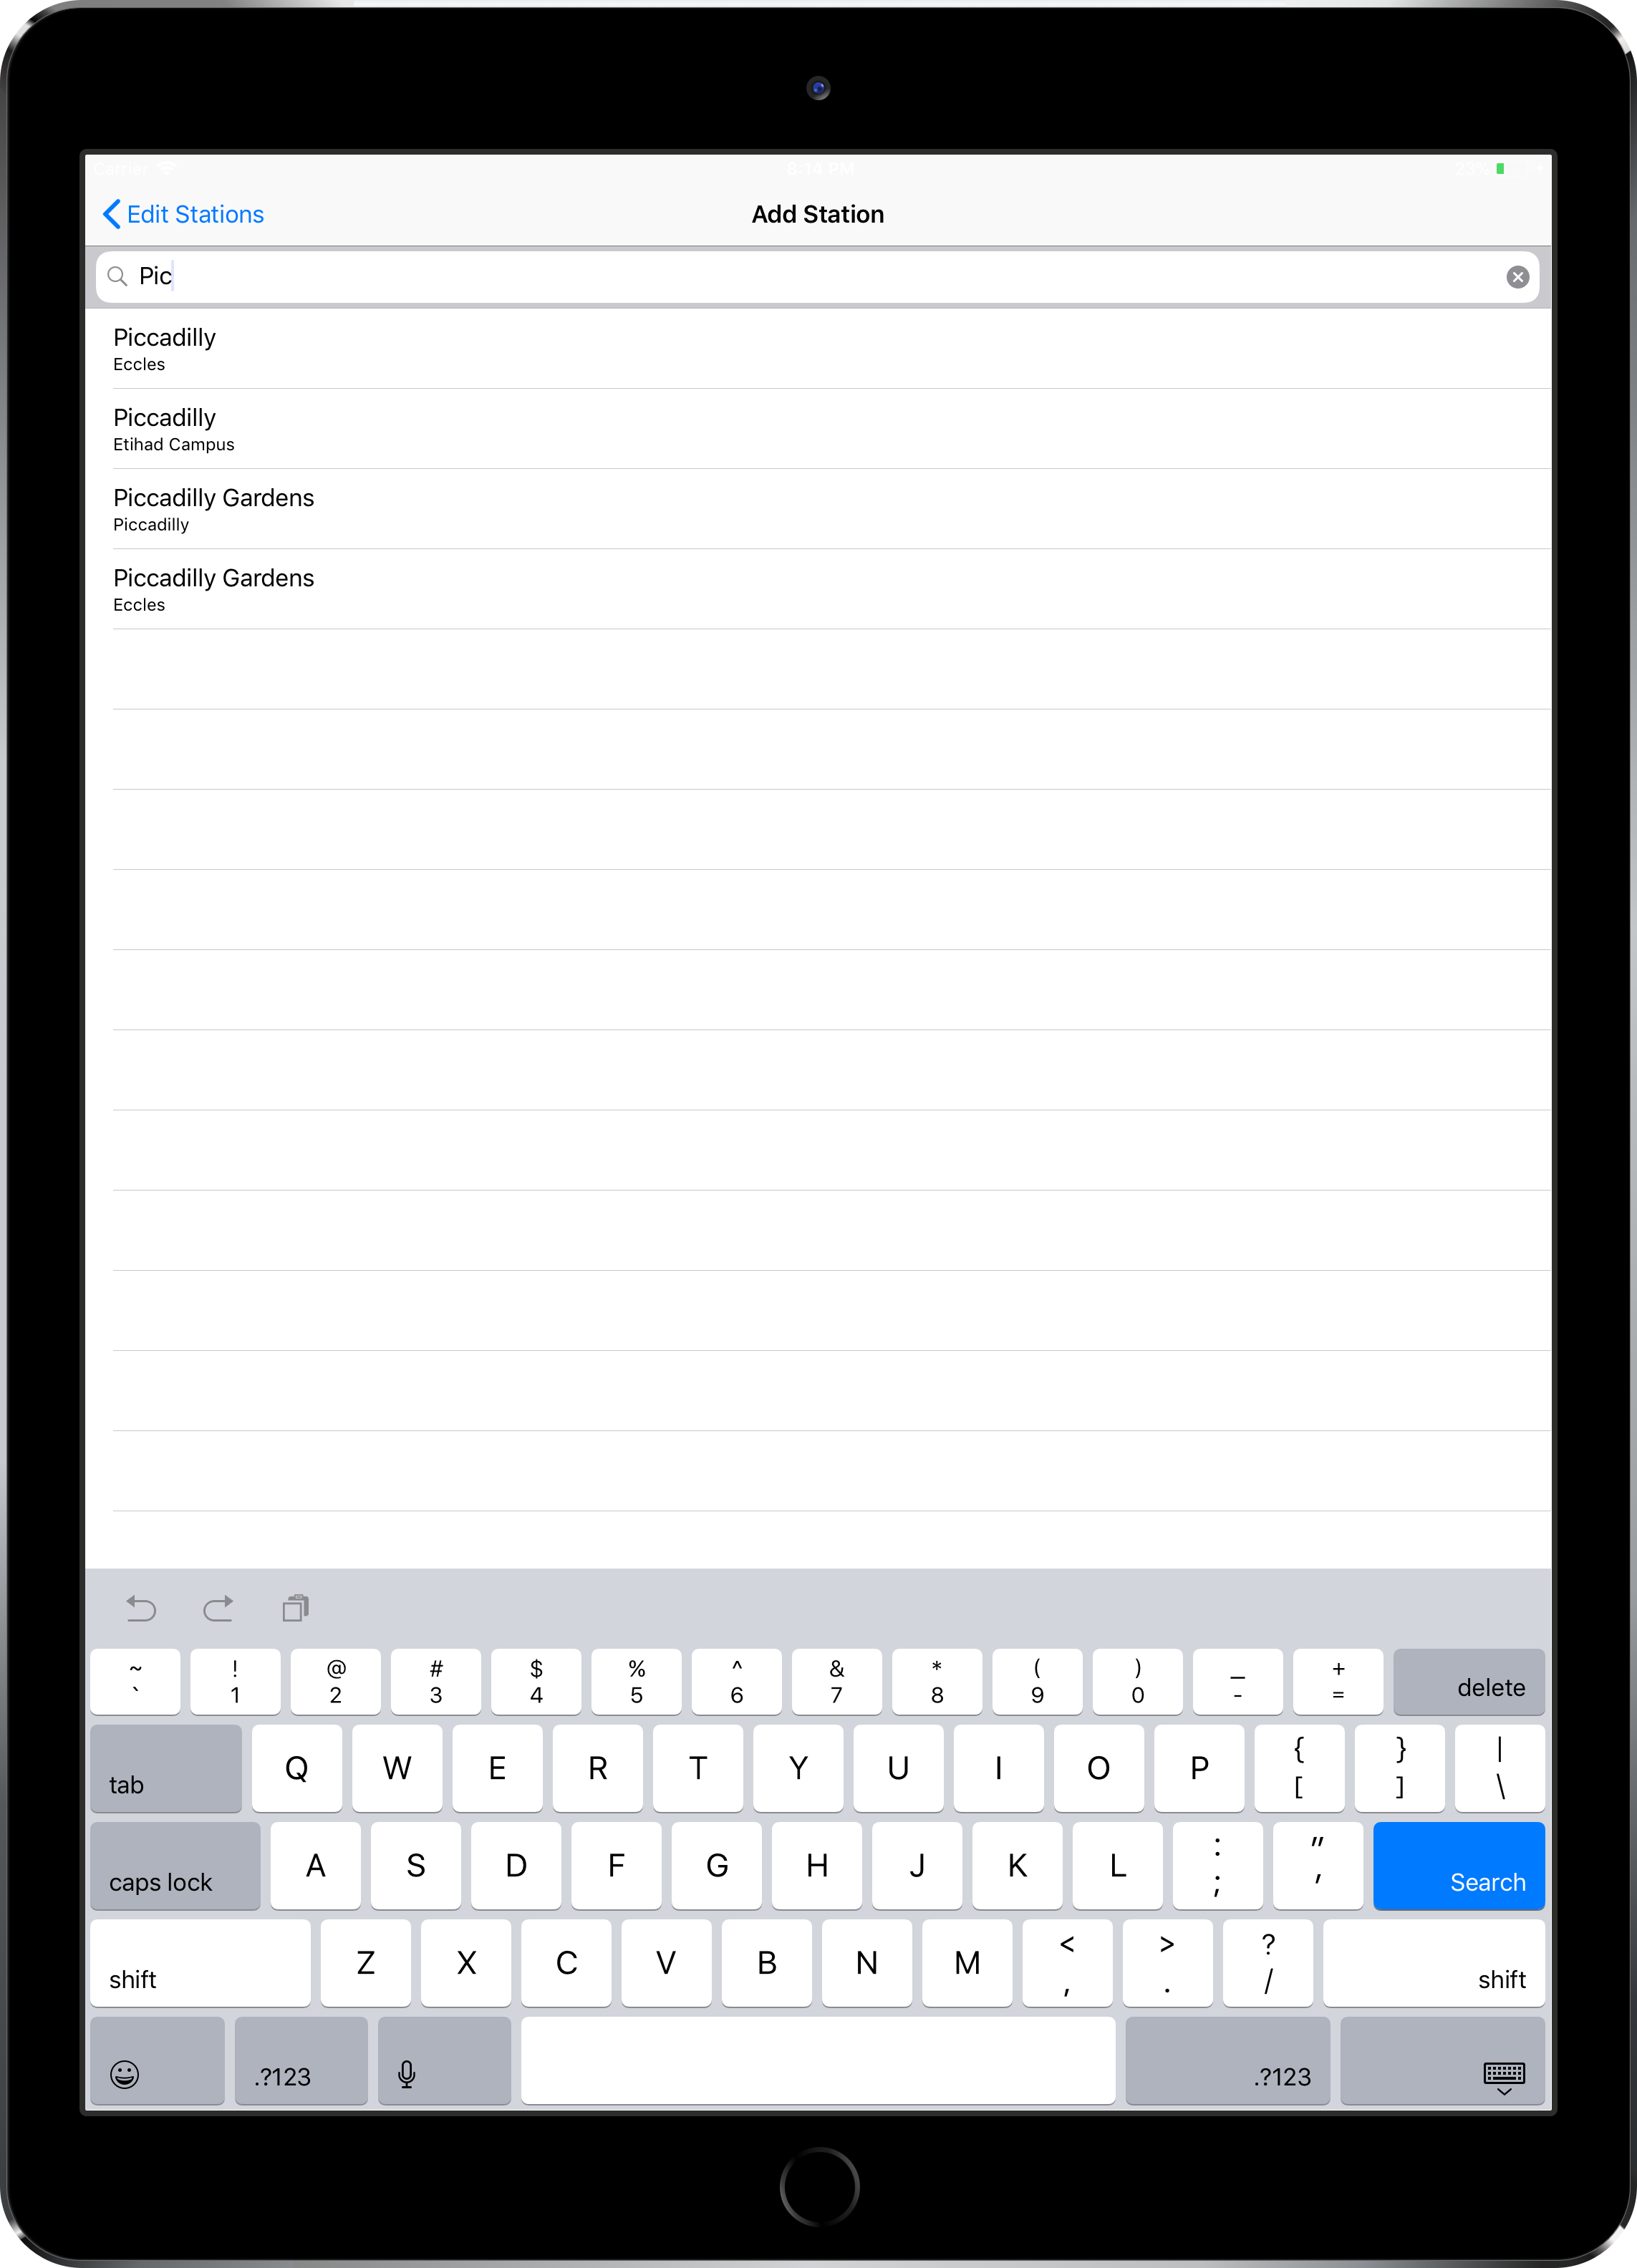 Carrier 8:14 PM 23%
Edit Stations Add Station
Pic
Piccadilly
Eccles
Piccadilly
Etihad Campus
Piccadilly Gardens
Piccadilly
Piccadilly Gardens
Eccles
~ ! @ # $ % ^ & * ( ) _ +
` 1 2 3 4 5 6 7 8 9 0 - = delete
tab Q W E R T Y U I O P { [ } ] | \
caps lock A S D F G H J K L : ; " ' Search
shift Z X C V B N M < , > . ? / shift
.?123 .?123